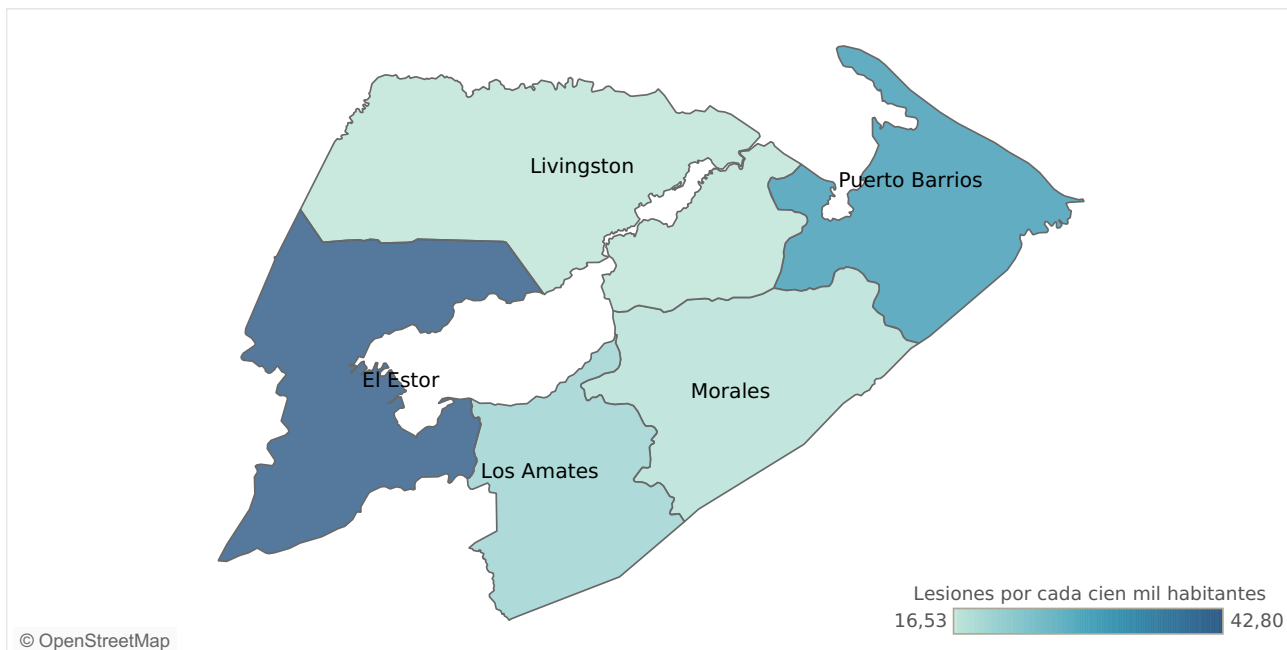 Livingston
Puerto Barrios
El Estor
Morales
Los Amates
Lesiones por cada cien mil habitantes
16,53 42,80
© OpenStreetMap